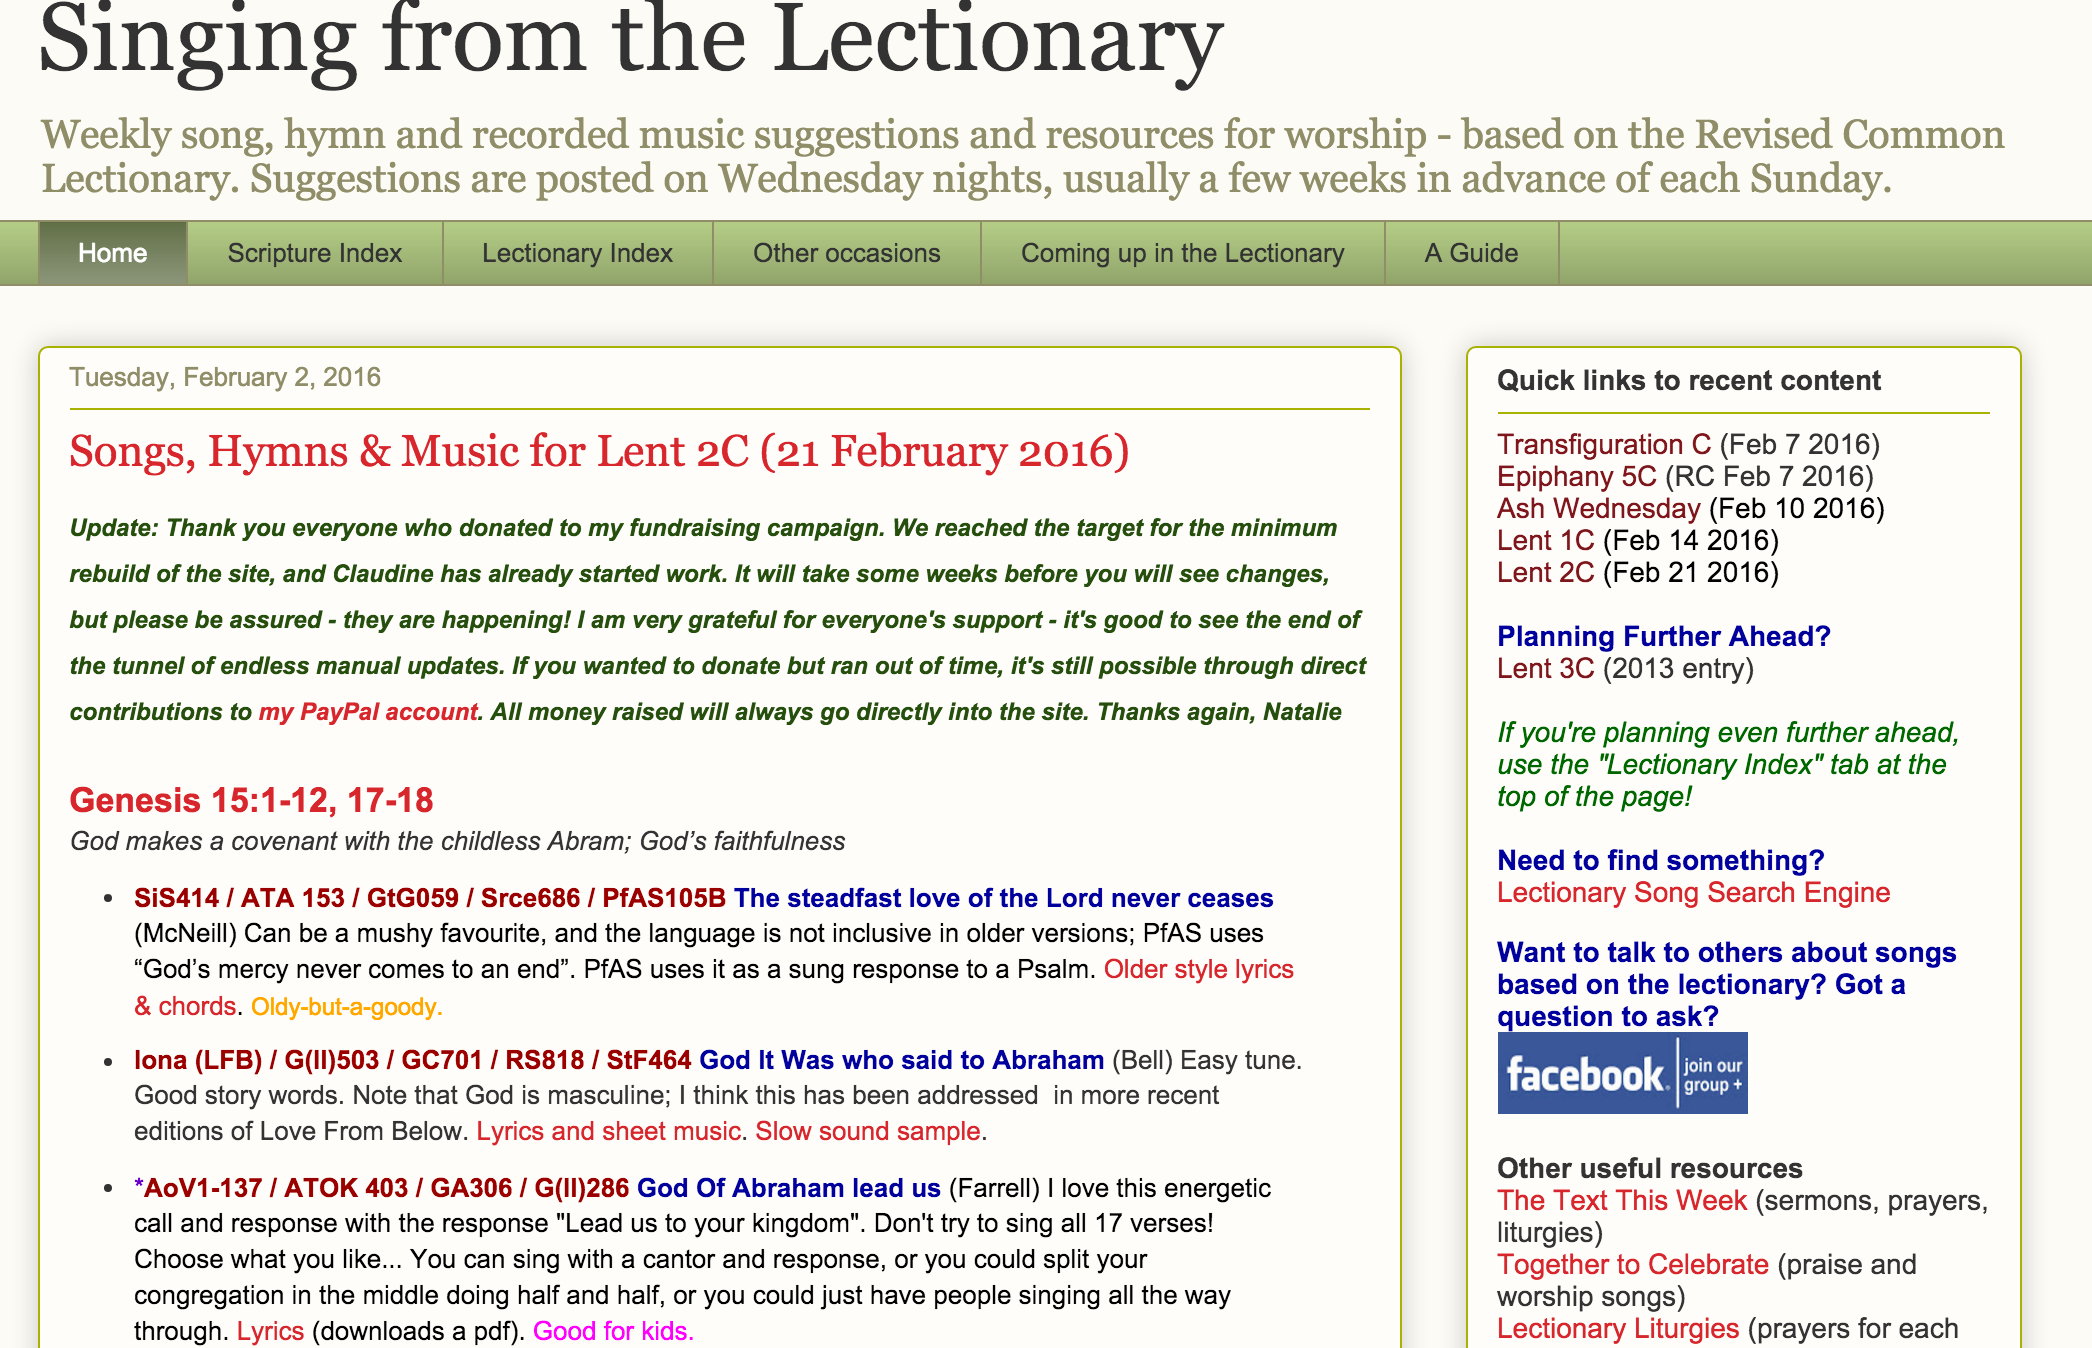 Singing from the Lectionary
Weekly song, hymn and recorded music suggestions and resources for worship - based on the Revised Common
Lectionary. Suggestions are posted on Wednesday nights, usually a few weeks in advance of each Sunday.
Home Scripture Index Lectionary Index Other occasions Coming up in the Lectionary A Guide
Tuesday, February 2, 2016
Songs, Hymns & Music for Lent 2C (21 February 2016)
Update: Thank you everyone who donated to my fundraising campaign. We reached the target for the minimum
rebuild of the site, and Claudine has already started work. It will take some weeks before you will see changes,
but please be assured - they are happening! I am very grateful for everyone's support - it's good to see the end of
the tunnel of endless manual updates. If you wanted to donate but ran out of time, it's still possible through direct
contributions to my PayPal account. All money raised will always go directly into the site. Thanks again, Natalie
Genesis 15:1-12, 17-18
God makes a covenant with the childless Abram; God’s faithfulness
• SiS414 / ATA 153 / GtG059 / Srce686 / PfAS105B The steadfast love of the Lord never ceases
(McNeill) Can be a mushy favourite, and the language is not inclusive in older versions; PfAS uses
“God’s mercy never comes to an end”. PfAS uses it as a sung response to a Psalm. Older style lyrics
& chords. Oldy-but-a-goody.
• Iona (LFB) / G(II)503 / GC701 / RS818 / StF464 God It Was who said to Abraham (Bell) Easy tune.
Good story words. Note that God is masculine; I think this has been addressed  in more recent
editions of Love From Below. Lyrics and sheet music. Slow sound sample.
• *AoV1-137 / ATOK 403 / GA306 / G(II)286 God Of Abraham lead us (Farrell) I love this energetic
call and response with the response "Lead us to your kingdom". Don't try to sing all 17 verses!
Choose what you like... You can sing with a cantor and response, or you could split your
congregation in the middle doing half and half, or you could just have people singing all the way
through. Lyrics (downloads a pdf). Good for kids.
Quick links to recent content
Transfiguration C (Feb 7 2016)
Epiphany 5C (RC Feb 7 2016)
Ash Wednesday (Feb 10 2016)
Lent 1C (Feb 14 2016)
Lent 2C (Feb 21 2016)
Planning Further Ahead?
Lent 3C (2013 entry)
If you're planning even further ahead,
use the "Lectionary Index" tab at the
top of the page!
Need to find something?
Lectionary Song Search Engine
Want to talk to others about songs
based on the lectionary? Got a
question to ask?
facebook. join our
group +
Other useful resources
The Text This Week (sermons, prayers,
liturgies)
Together to Celebrate (praise and
worship songs)
Lectionary Liturgies (prayers for each